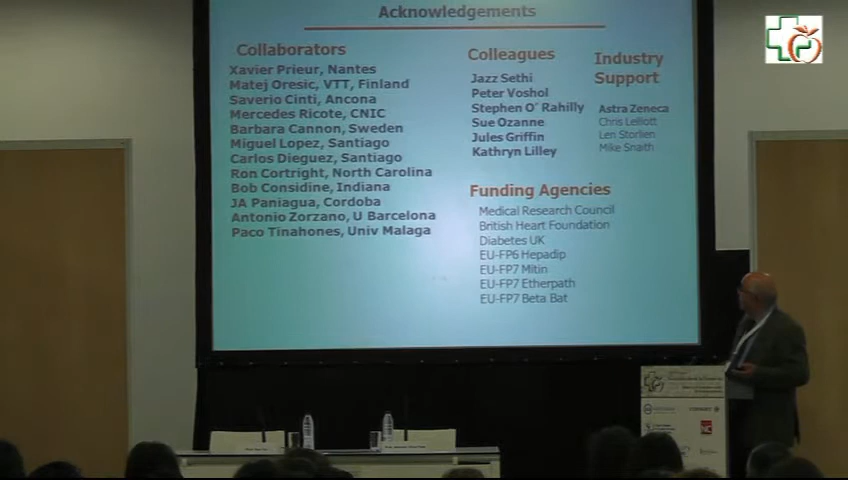 Acknowledgements
Collaborators
Xavier Prieur, Nantes
Matej Oresic, VTT, Finland
Saverio Cinti, Ancona
Mercedes Ricote, CNIC
Barbara Cannon, Sweden
Miguel Lopez, Santiago
Carlos Dieguez, Santiago
Ron Cortright, North Carolina
Bob Considine, Indiana
JA Paniagua, Cordoba
Antonio Zorzano, U Barcelona
Paco Tinahones, Univ Malaga
Colleagues
Jazz Sethi
Peter Voshol
Stephen O' Rahilly
Sue Ozanne
Jules Griffin
Kathryn Lilley
Industry
Support
Astra Zeneca
Chris Lelliott
Len Storlien
Mike Snaith
Funding Agencies
Medical Research Council
British Heart Foundation
Diabetes UK
EU-FP6 Hepadip
EU-FP7 Mitin
EU-FP7 Etherpath
EU-FP7 Beta Bat